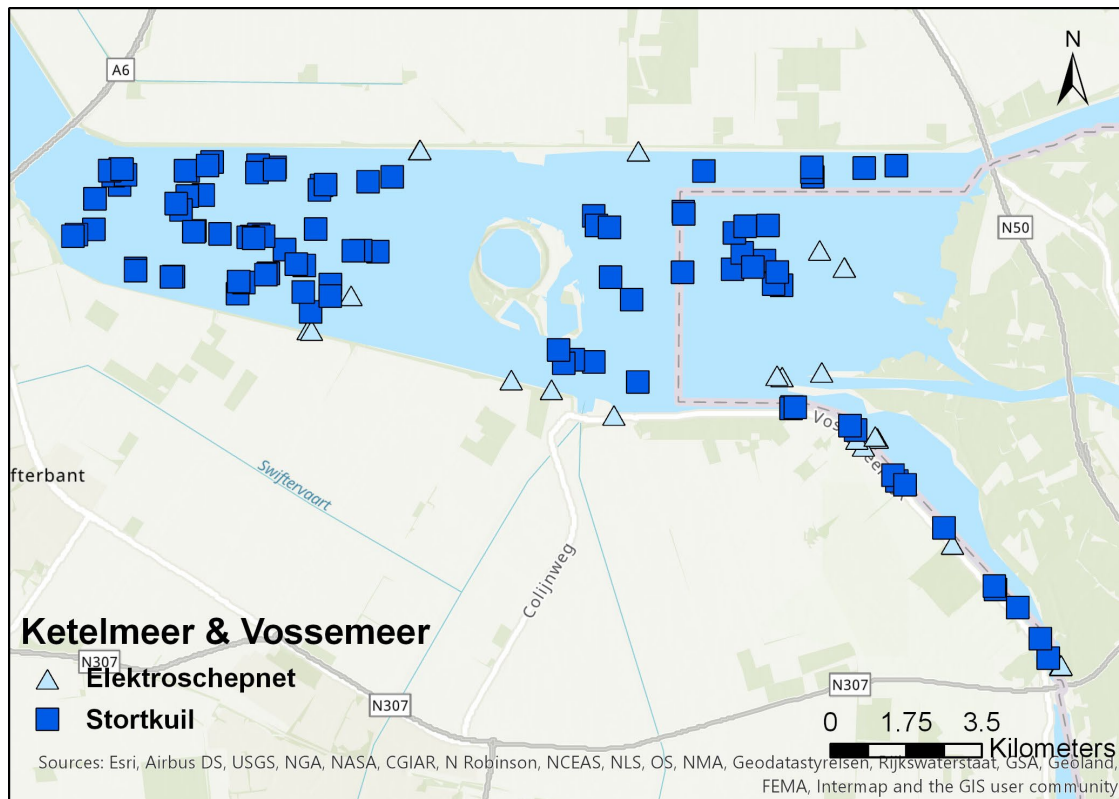 A6
N
N50
fterbant
Swiftervaart
Colijnweg
Ketelmeer & Vossemeer
N307
Elektroschepnet
Stortkuil
N307
N307
0 1.75 3.5
Kilometers
Sources: Esri, Airbus DS, USGS, NGA, NASA, CGIAR, N Robinson, NCEAS, NLS, OS, NMA, Geodatastyrelsen, Rijkswaterstaat, GSA, Geoland,
FEMA, Intermap and the GIS user community